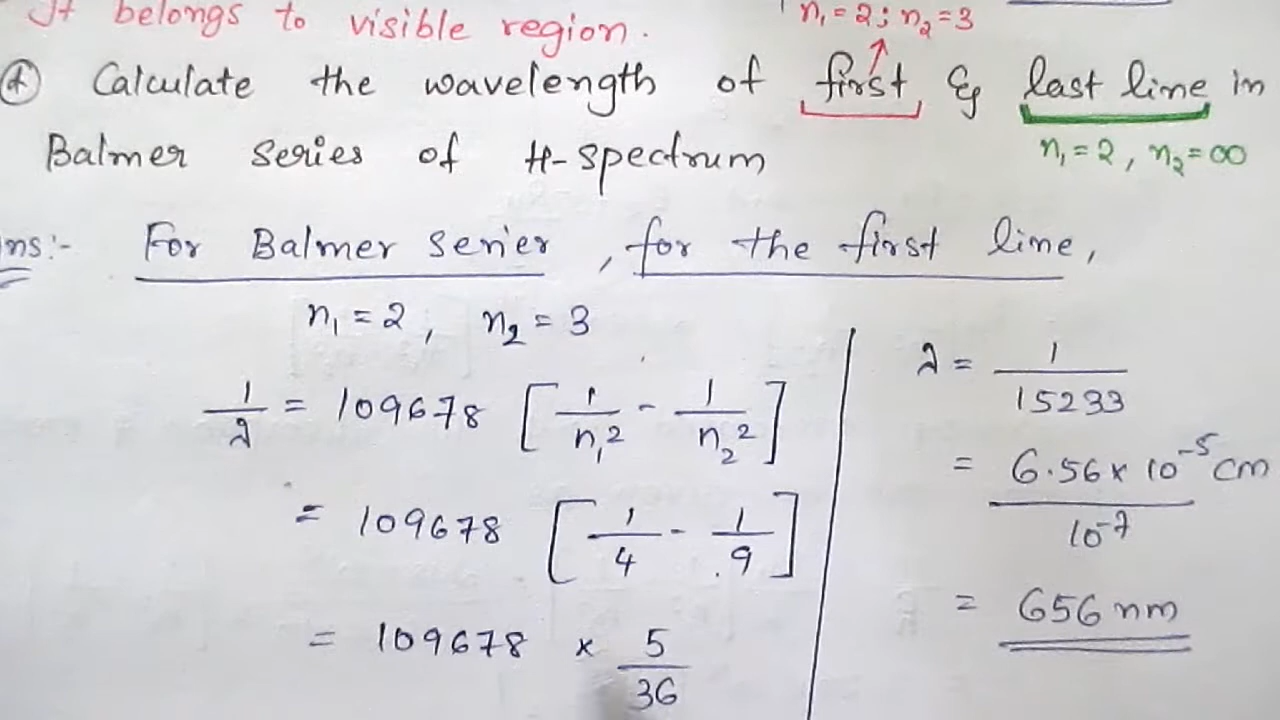 It belongs to visible region.
n₁ = 2 ; n₂ = 3
④ Calculate the wavelength of first & last line in
Balmer series of H-spectrum
n₁ = 2 , n₂ = ∞
Ans:- For Balmer series , for the first line,
n₁ = 2 , n₂ = 3
1/λ = 109678 [1/n₁² - 1/n₂²]
= 109678 [1/4 - 1/9]
= 109678 × 5/36
λ = 1/15233
= 6.56 × 10⁻⁵ cm / 10⁻⁷
= 656 nm